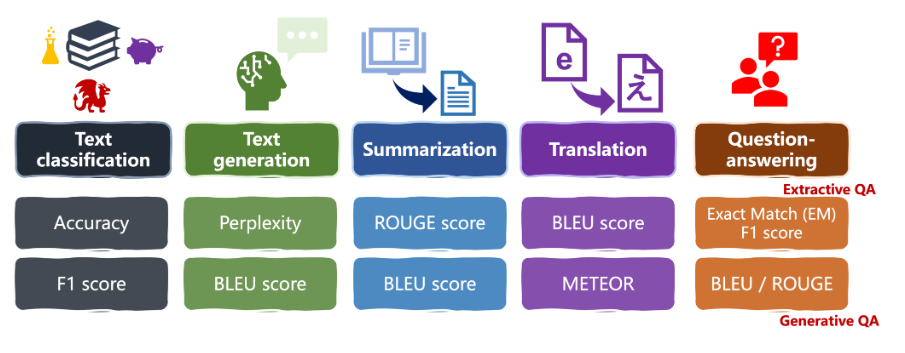 e
え
?
Text
classification
Text
generation
Summarization
Translation
Question-
answering
Extractive QA
Accuracy
Perplexity
ROUGE score
BLEU score
Exact Match (EM)
F1 score
F1 score
BLEU score
BLEU score
METEOR
BLEU / ROUGE
Generative QA